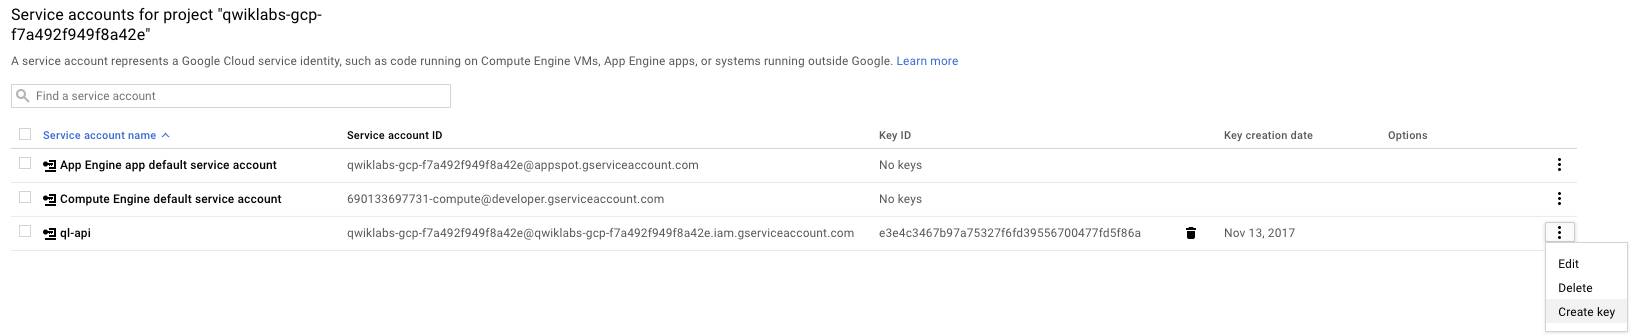 Service accounts for project "qwiklabs-gcp-
f7a492f949f8a42e"
A service account represents a Google Cloud service identity, such as code running on Compute Engine VMs, App Engine apps, or systems running outside Google. Learn more
Find a service account
Service account name Service account ID Key ID Key creation date Options
App Engine app default service account qwiklabs-gcp-f7a492f949f8a42e@appspot.gserviceaccount.com No keys
Compute Engine default service account 690133697731-compute@developer.gserviceaccount.com No keys
ql-api qwiklabs-gcp-f7a492f949f8a42e@qwiklabs-gcp-f7a492f949f8a42e.iam.gserviceaccount.com e3e4c3467b97a75327f6fd39556700477fd5f86a Nov 13, 2017
Edit
Delete
Create key